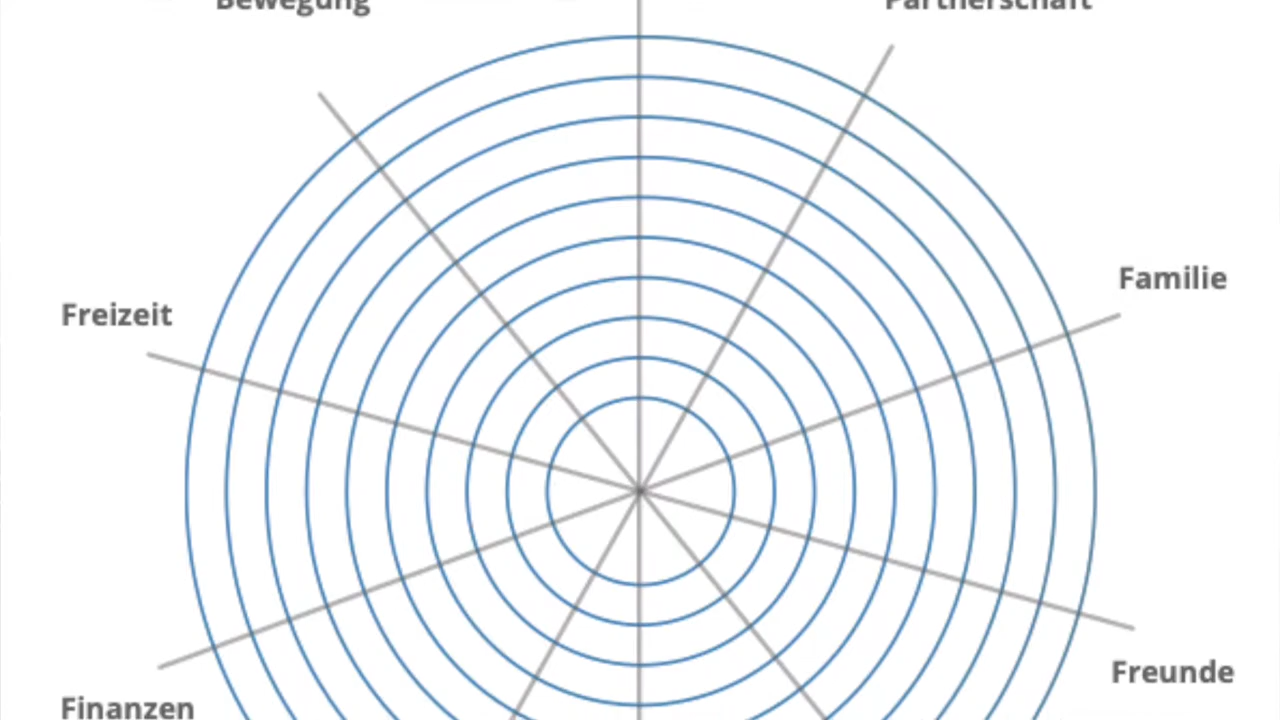 Bewegung
Partnerschaft
Familie
Freizeit
Freunde
Finanzen